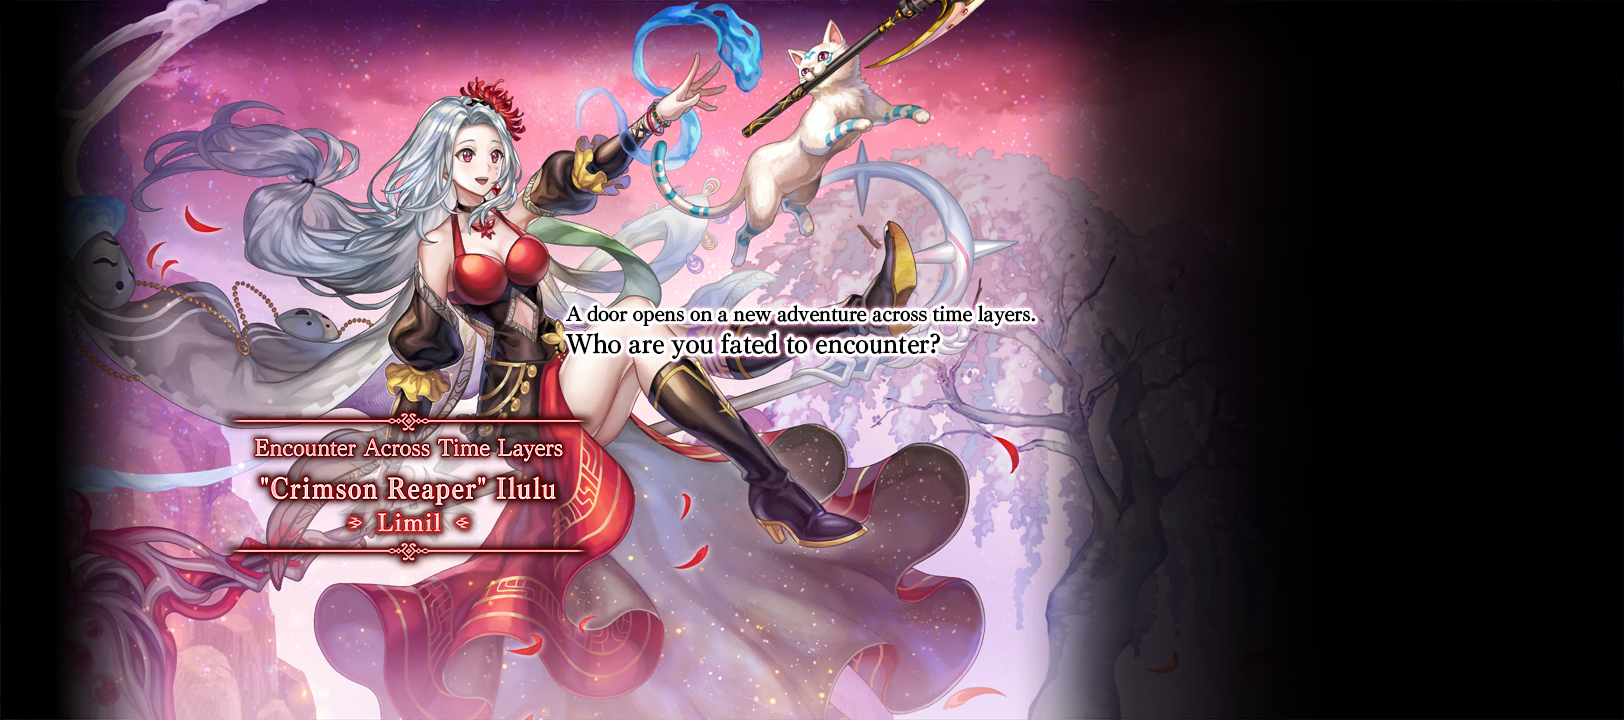 A door opens on a new adventure across time layers.
Who are you fated to encounter?
Encounter Across Time Layers
"Crimson Reaper" Ilulu
Limil